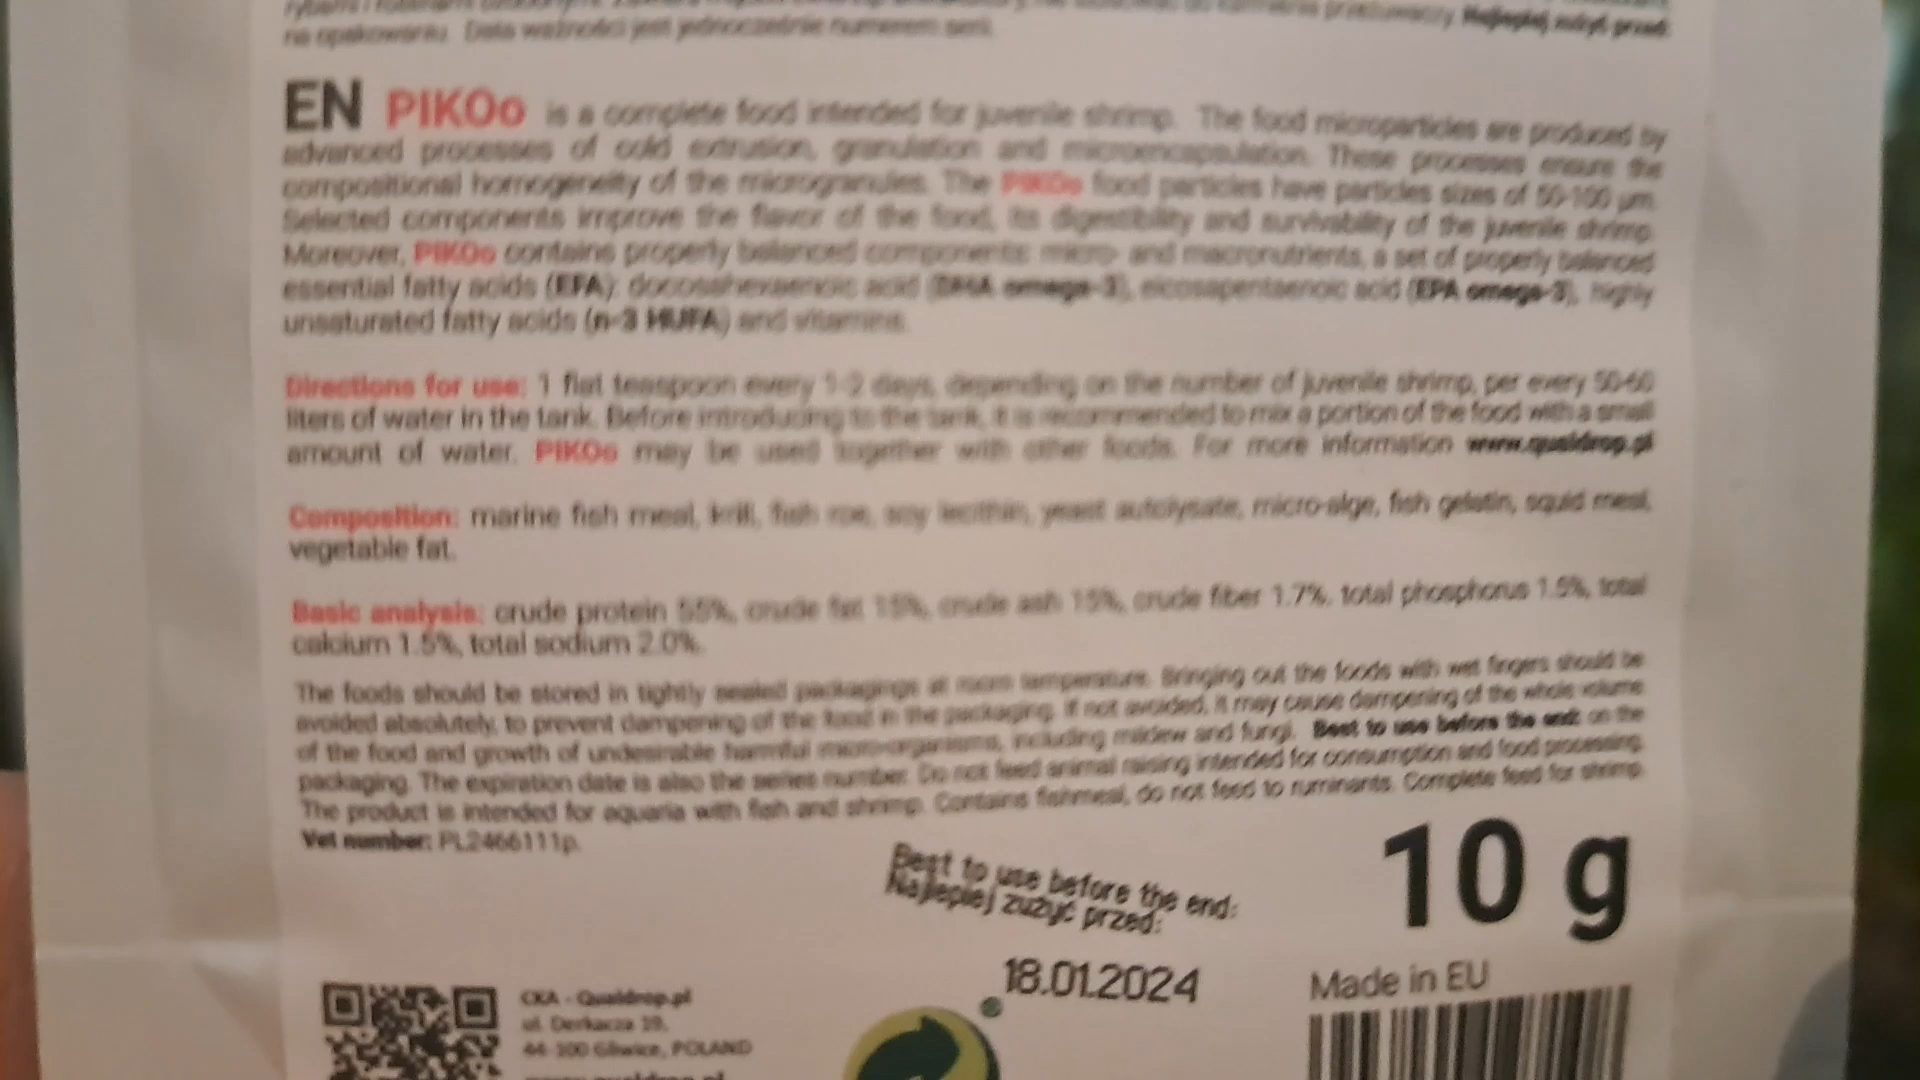 na opakowaniu. Data ważności jest jednocześnie numerem serii.
EN PIKOo is a complete food intended for juvenile shrimp. The food microparticles are produced by
advanced processes of cold extrusion, granulation and microencapsulation. These processes ensure the
compositional homogeneity of the microgranules. The PIKOo food particles have particles sizes of 50-100 µm.
Selected components improve the flavor of the food, its digestibility and survivability of the juvenile shrimp.
Moreover, PIKOo contains properly balanced components: micro- and macronutrients, a set of properly balanced
essential fatty acids (EFA): docosahexaenoic acid (DHA omega-3), eicosapentaenoic acid (EPA omega-3), highly
unsaturated fatty acids (n-3 HUFA) and vitamins.
Directions for use: 1 flat teaspoon every 1-2 days, depending on the number of juvenile shrimp, per every 50-60
liters of water in the tank. Before introducing to the tank, it is recommended to mix a portion of the food with a small
amount of water. PIKOo may be used together with other foods. For more information www.qualdrop.pl
Composition: marine fish meal, krill, fish roe, soy lecithin, yeast autolysate, micro-alge, fish gelatin, squid meal,
vegetable fat.
Basic analysis: crude protein 55%, crude fat 15%, crude ash 15%, crude fiber 1.7%. total phosphorus 1.5%, total
calcium 1.5%, total sodium 2.0%.
The foods should be stored in tightly sealed packagings at room temperature. Bringing out the foods with wet fingers should be
avoided absolutely, to prevent dampening of the food in the packaging. If not avoided, it may cause dampening of the whole volume
of the food and growth of undesirable harmful micro-organisms, including mildew and fungi. Best to use before the end: on the
packaging. The expiration date is also the series number. Do not feed animal raising intended for consumption and food processing.
The product is intended for aquaria with fish and shrimp. Contains fishmeal, do not feed to ruminants. Complete feed for shrimp.
Vet number: PL2466111p.
Best to use before the end:
Najlepiej zużyć przed:
10 g
18.01.2024
Made in EU
CKA - Qualdrop.pl
ul. Derkacza 19,
44-100 Gliwice, POLAND